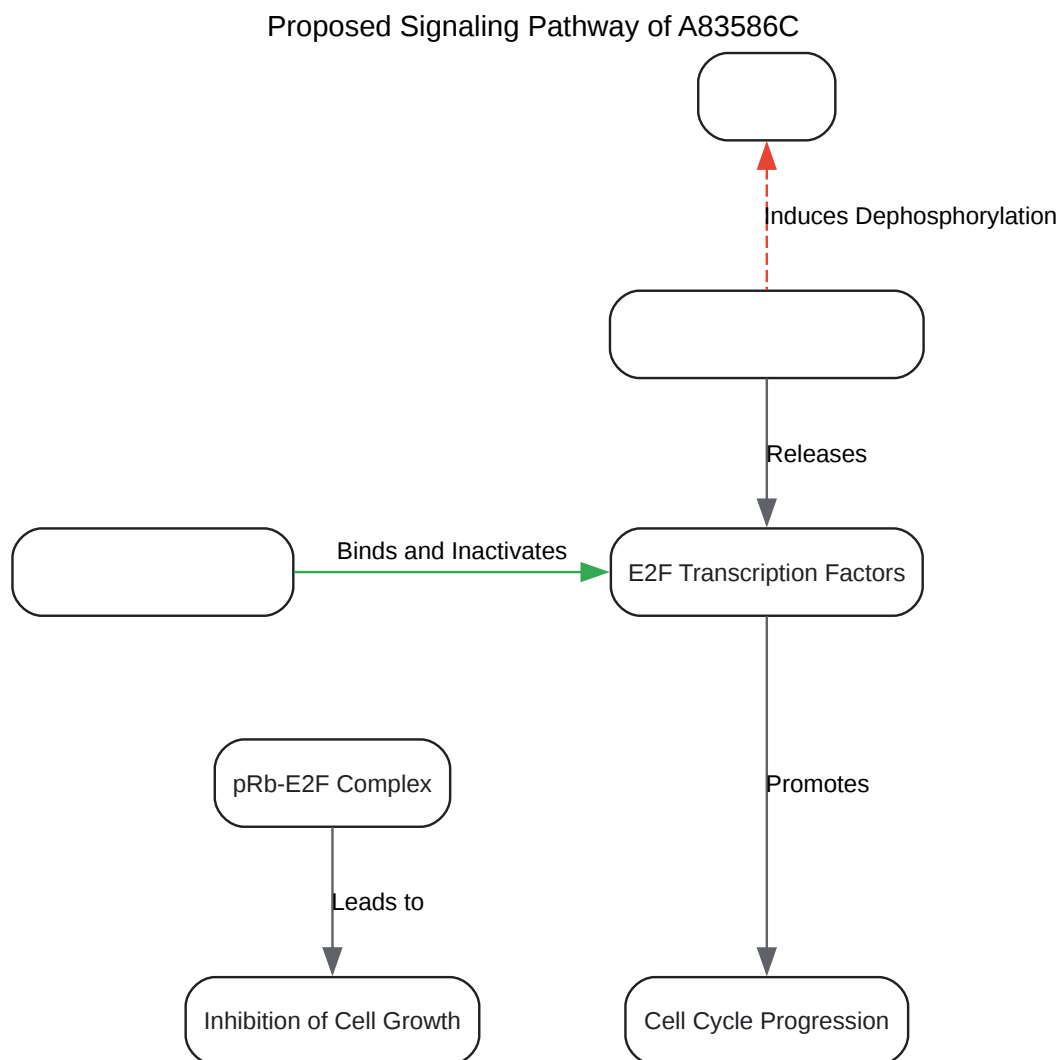 Proposed Signaling Pathway of A83586C
Induces Dephosphorylation
Releases
Binds and Inactivates
E2F Transcription Factors
pRb-E2F Complex
Promotes
Leads to
Inhibition of Cell Growth
Cell Cycle Progression